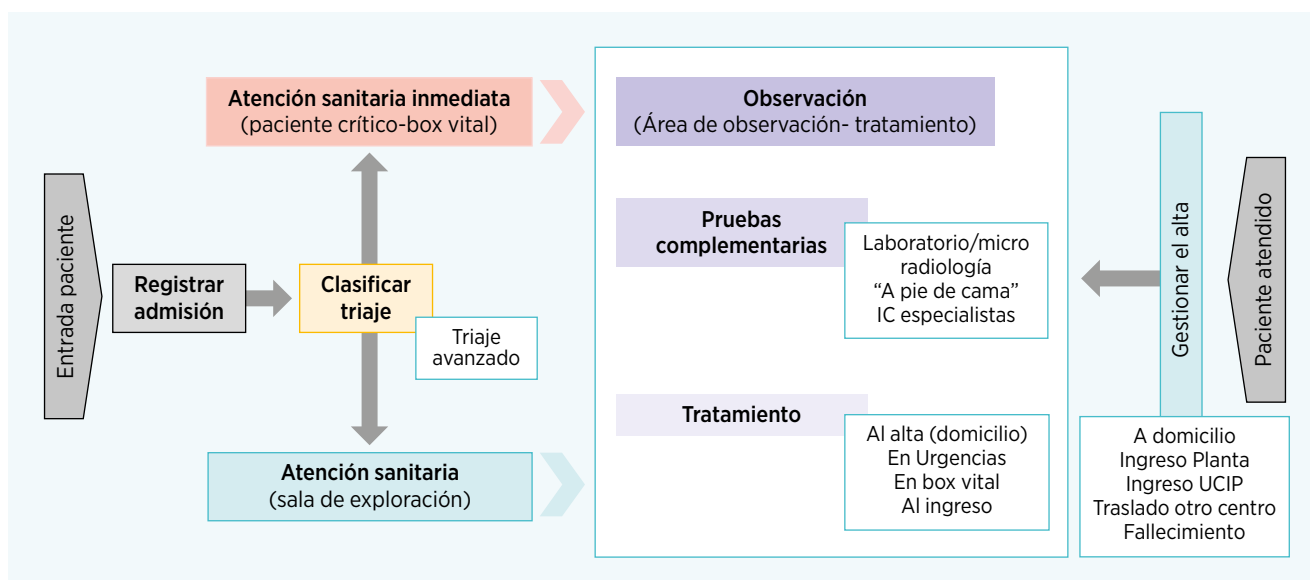 Entrada paciente
Registrar
admisión
Clasificar
triaje
Triaje
avanzado
Atención sanitaria inmediata
(paciente crítico-box vital)
Atención sanitaria
(sala de exploración)
Observación
(Área de observación- tratamiento)
Pruebas
complementarias
Laboratorio/micro
radiología
“A pie de cama”
IC especialistas
Tratamiento
Al alta (domicilio)
En Urgencias
En box vital
Al ingreso
Gestionar el alta
A domicilio
Ingreso Planta
Ingreso UCIP
Traslado otro centro
Fallecimiento
Paciente atendido